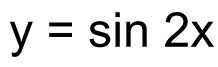 y = sin 2x